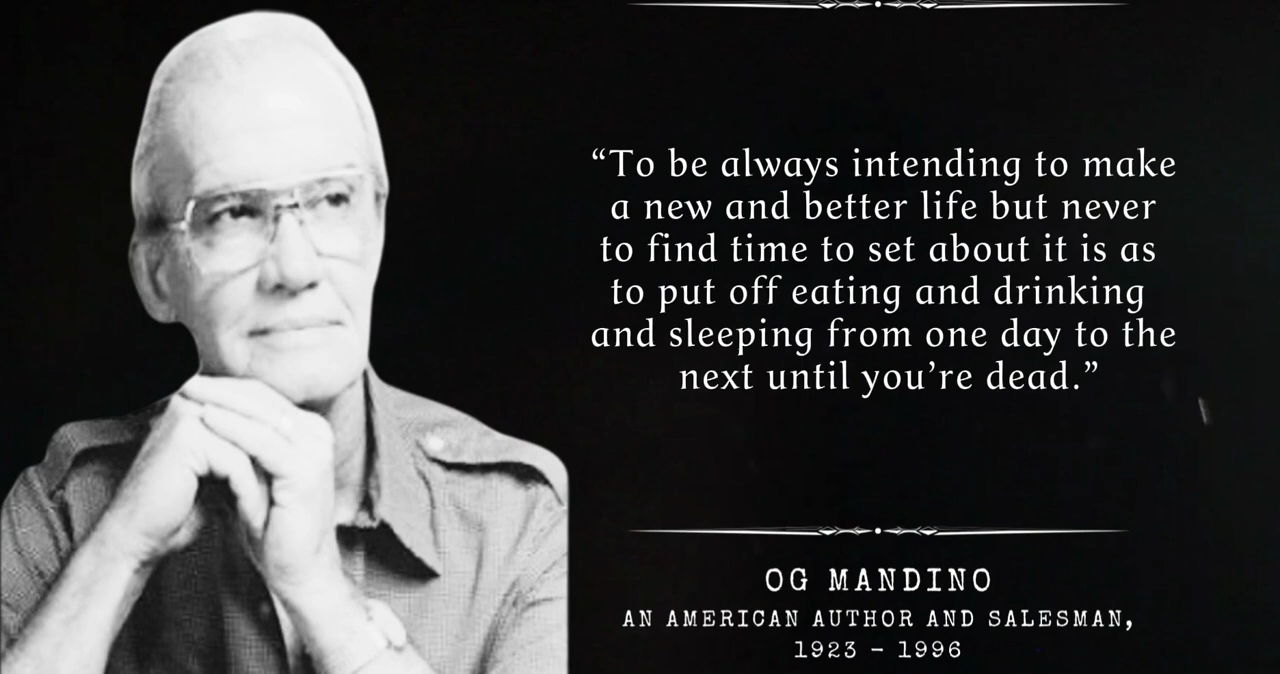 “To be always intending to make
a new and better life but never
to find time to set about it is as
to put off eating and drinking
and sleeping from one day to the
next until you’re dead.”
OG MANDINO
AN AMERICAN AUTHOR AND SALESMAN,
1923 – 1996